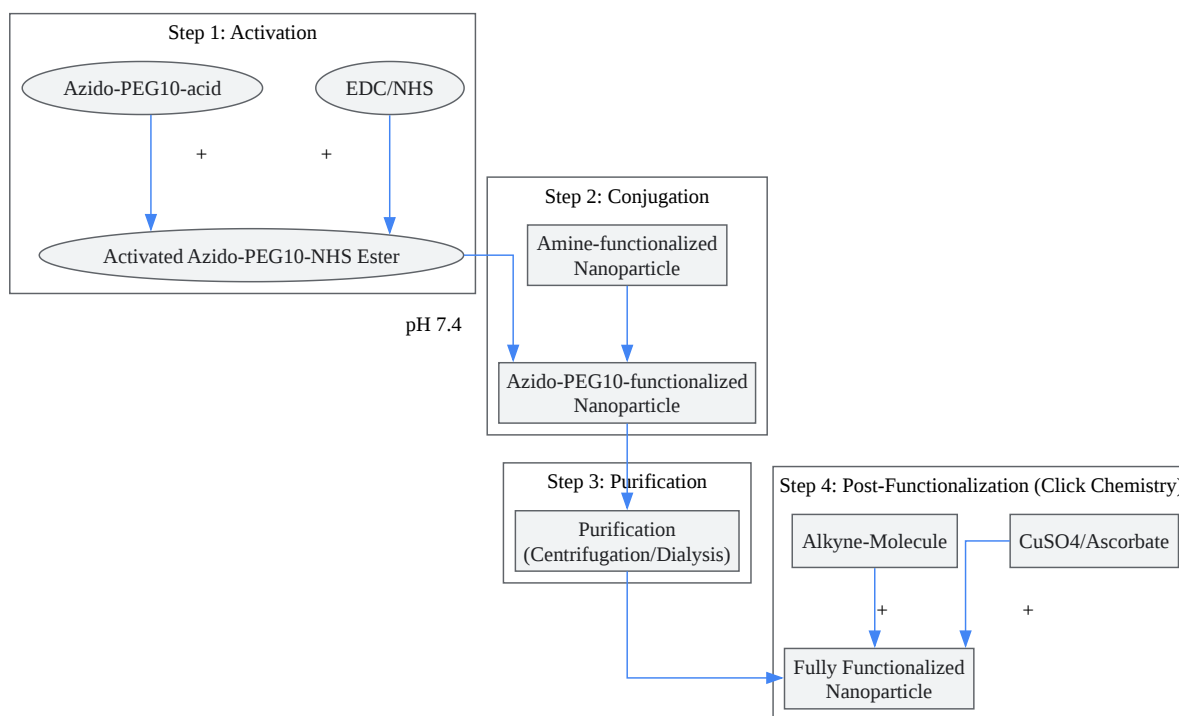 Step 1: Activation
Azido-PEG10-acid
EDC/NHS
+
+
Activated Azido-PEG10-NHS Ester
pH 7.4
Step 2: Conjugation
Amine-functionalized
Nanoparticle
Azido-PEG10-functionalized
Nanoparticle
Step 3: Purification
Purification
(Centrifugation/Dialysis)
Step 4: Post-Functionalization (Click Chemistry)
Alkyne-Molecule
CuSO4/Ascorbate
+
+
Fully Functionalized
Nanoparticle